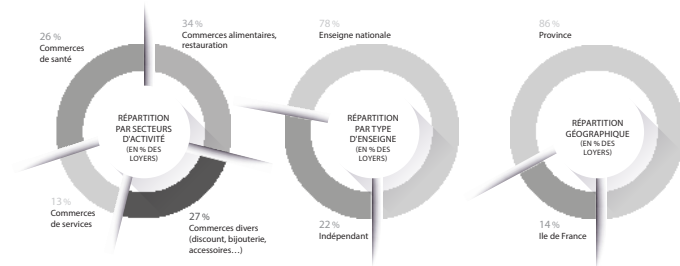 34 %
Commerces alimentaires,
restauration
26 %
Commerces
de santé
RÉPARTITION
PAR SECTEURS
D'ACTIVITÉ
(EN % DES
LOYERS)
13 %
Commerces
de services
27 %
Commerces divers
(discount, bijouterie,
accessoires…)
78 %
Enseigne nationale
RÉPARTITION
PAR TYPE
D'ENSEIGNE
(EN % DES
LOYERS)
22 %
Indépendant
86 %
Province
RÉPARTITION
GÉOGRAPHIQUE
(EN % DES
LOYERS)
14 %
Ile de France